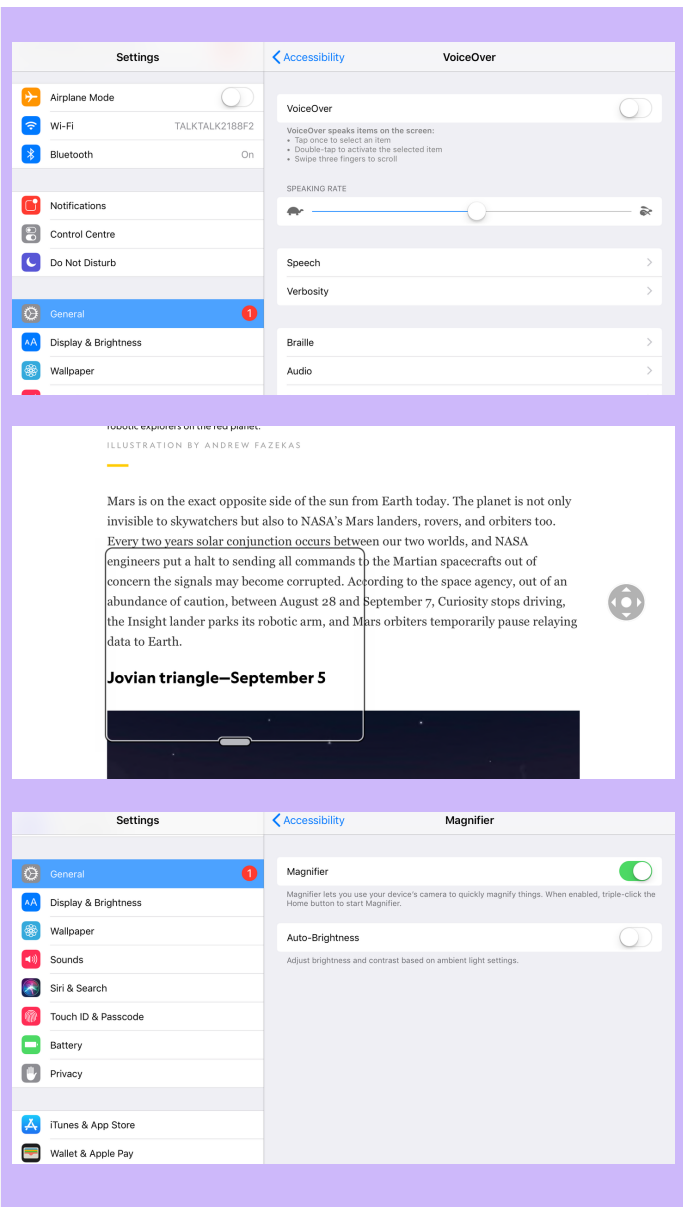 Settings
Airplane Mode
Wi-Fi TALKTALK2188F2
Bluetooth On
Notifications
Control Centre
Do Not Disturb
General 1
AA Display & Brightness
Wallpaper
Accessibility VoiceOver
VoiceOver
VoiceOver speaks items on the screen:
• Tap once to select an item
• Double-tap to activate the selected item
• Swipe three fingers to scroll
SPEAKING RATE
Speech
Verbosity
Braille
Audio
robotic explorers on the red planet.
ILLUSTRATION BY ANDREW FAZEKAS
Mars is on the exact opposite side of the sun from Earth today. The planet is not only
invisible to skywatchers but also to NASA’s Mars landers, rovers, and orbiters too.
Every two years solar conjunction occurs between our two worlds, and NASA
engineers put a halt to sending all commands to the Martian spacecrafts out of
concern the signals may become corrupted. According to the space agency, out of an
abundance of caution, between August 28 and September 7, Curiosity stops driving,
the Insight lander parks its robotic arm, and Mars orbiters temporarily pause relaying
data to Earth.
Jovian triangle—September 5
Settings
General 1
AA Display & Brightness
Wallpaper
Sounds
Siri & Search
Touch ID & Passcode
Battery
Privacy
iTunes & App Store
Wallet & Apple Pay
Accessibility Magnifier
Magnifier
Magnifier lets you use your device's camera to quickly magnify things. When enabled, triple-click the
Home button to start Magnifier.
Auto-Brightness
Adjust brightness and contrast based on ambient light settings.